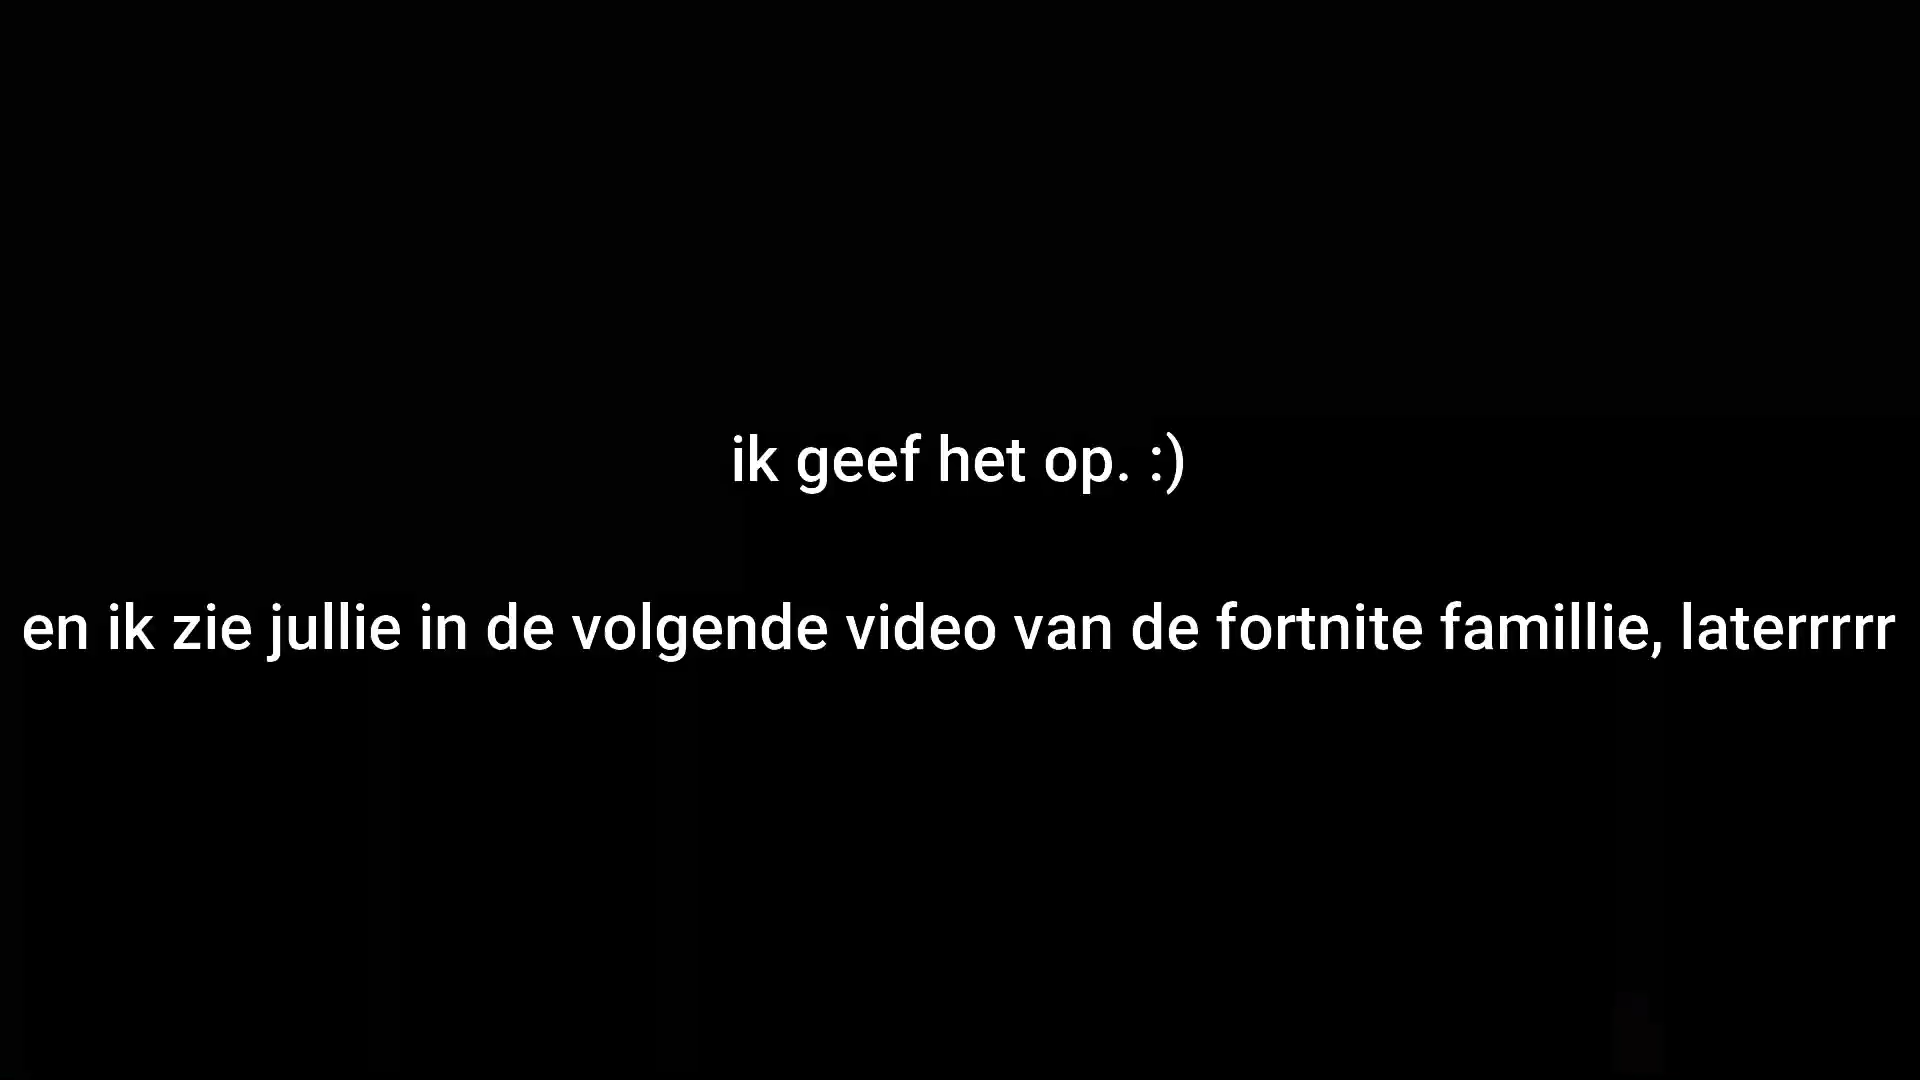 ik geef het op. :)
en ik zie jullie in de volgende video van de fortnite famillie, laterrrrr